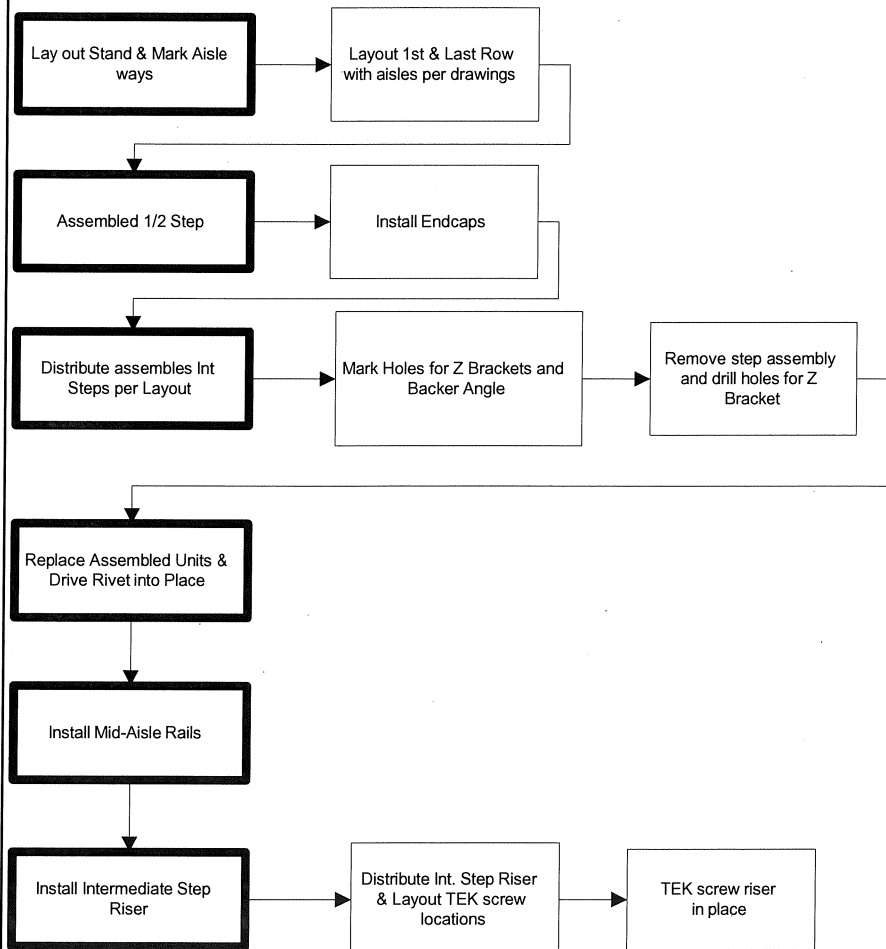 Lay out Stand & Mark Aisle
ways
Layout 1st & Last Row
with aisles per drawings
Assembled 1/2 Step
Install Endcaps
Distribute assembles Int
Steps per Layout
Mark Holes for Z Brackets and
Backer Angle
Remove step assembly
and drill holes for Z
Bracket
Replace Assembled Units &
Drive Rivet into Place
Install Mid-Aisle Rails
Install Intermediate Step
Riser
Distribute Int. Step Riser
& Layout TEK screw
locations
TEK screw riser
in place